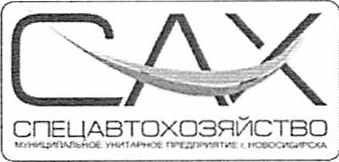 САХ
СПЕЦАВТОХОЗЯЙСТВО
МУНИЦИПАЛЬНОЕ УНИТАРНОЕ ПРЕДПРИЯТИЕ г. НОВОСИБИРСКА